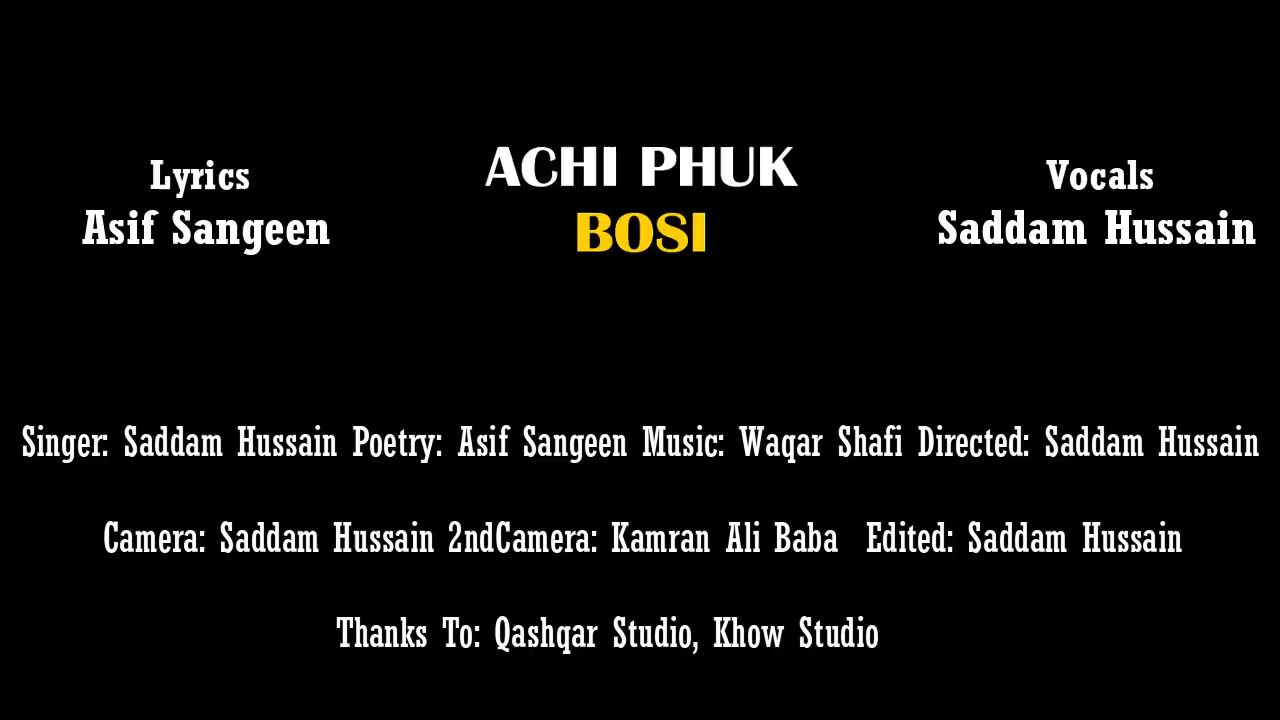 Lyrics
Asif Sangeen
ACHI PHUK
BOSI
Vocals
Saddam Hussain
Singer: Saddam Hussain Poetry: Asif Sangeen Music: Waqar Shafi Directed: Saddam Hussain
Camera: Saddam Hussain 2ndCamera: Kamran Ali Baba Edited: Saddam Hussain
Thanks To: Qashqar Studio, Khow Studio